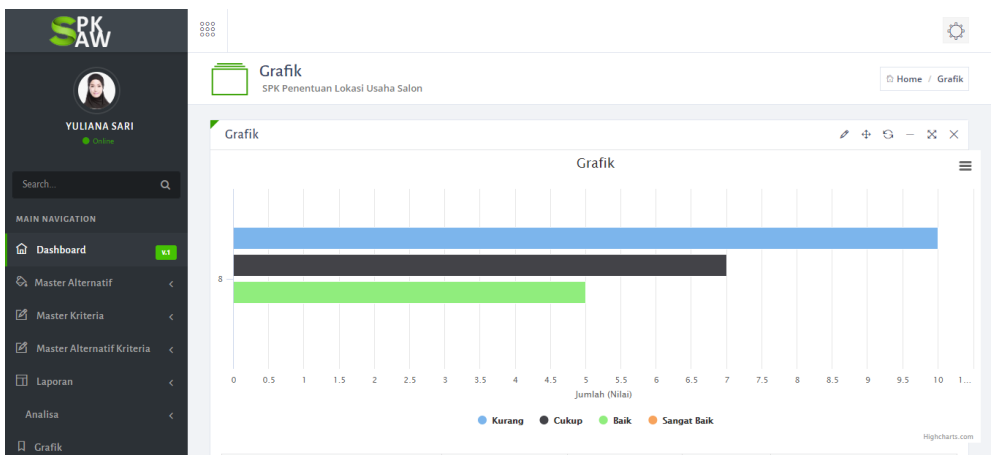 SPK
AW
Grafik
SPK Penentuan Lokasi Usaha Salon
Home / Grafik
YULIANA SARI
Online
Search...
MAIN NAVIGATION
Dashboard
v.1
Master Alternatif
Master Kriteria
Master Alternatif Kriteria
Laporan
Analisa
Grafik
Grafik
Grafik
8
0 0.5 1 1.5 2 2.5 3 3.5 4 4.5 5 5.5 6 6.5 7 7.5 8 8.5 9 9.5 10 1...
Jumlah (Nilai)
Kurang Cukup Baik Sangat Baik
Highcharts.com